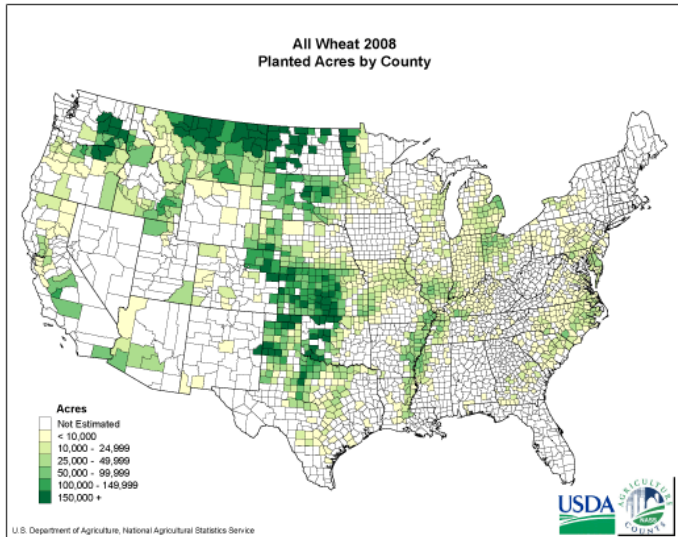 All Wheat 2008
Planted Acres by County
Acres
Not Estimated
< 10,000
10,000 - 24,999
25,000 - 49,999
50,000 - 99,999
100,000 - 149,999
150,000 +
U.S. Department of Agriculture, National Agricultural Statistics Service
USDA
AGRICULTURE
NASS
COUNTS